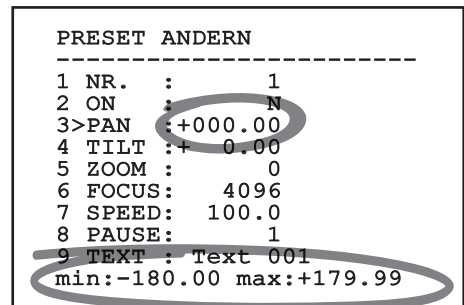 PRESET ANDERN
-------------------------
1 NR.  :       1
2 ON   :       N
3>PAN  :+000.00
4 TILT :+  0.00
5 ZOOM :       0
6 FOCUS:    4096
7 SPEED:   100.0
8 PAUSE:       1
9 TEXT : Text 001
min:-180.00 max:+179.99